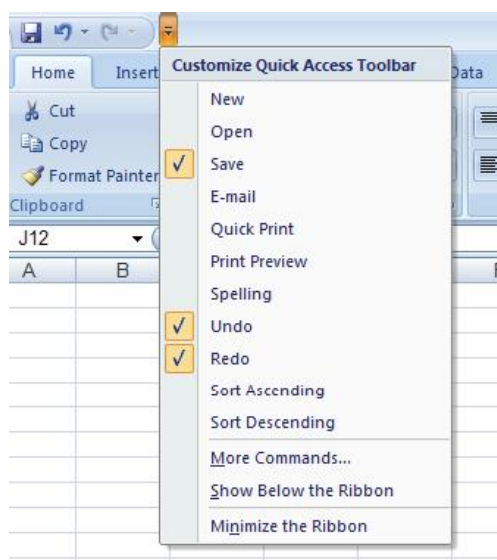 Home Insert Data
Customize Quick Access Toolbar
Cut
Copy
Format Painter
Clipboard
J12
A B
New
Open
Save
E-mail
Quick Print
Print Preview
Spelling
Undo
Redo
Sort Ascending
Sort Descending
More Commands...
Show Below the Ribbon
Minimize the Ribbon